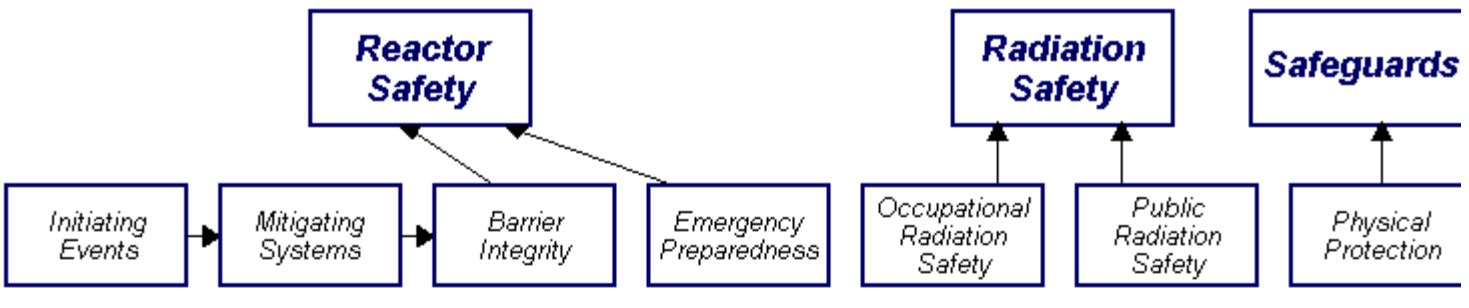 Reactor
Safety
Radiation
Safety
Safeguards
Initiating
Events
Mitigating
Systems
Barrier
Integrity
Emergency
Preparedness
Occupational
Radiation
Safety
Public
Radiation
Safety
Physical
Protection